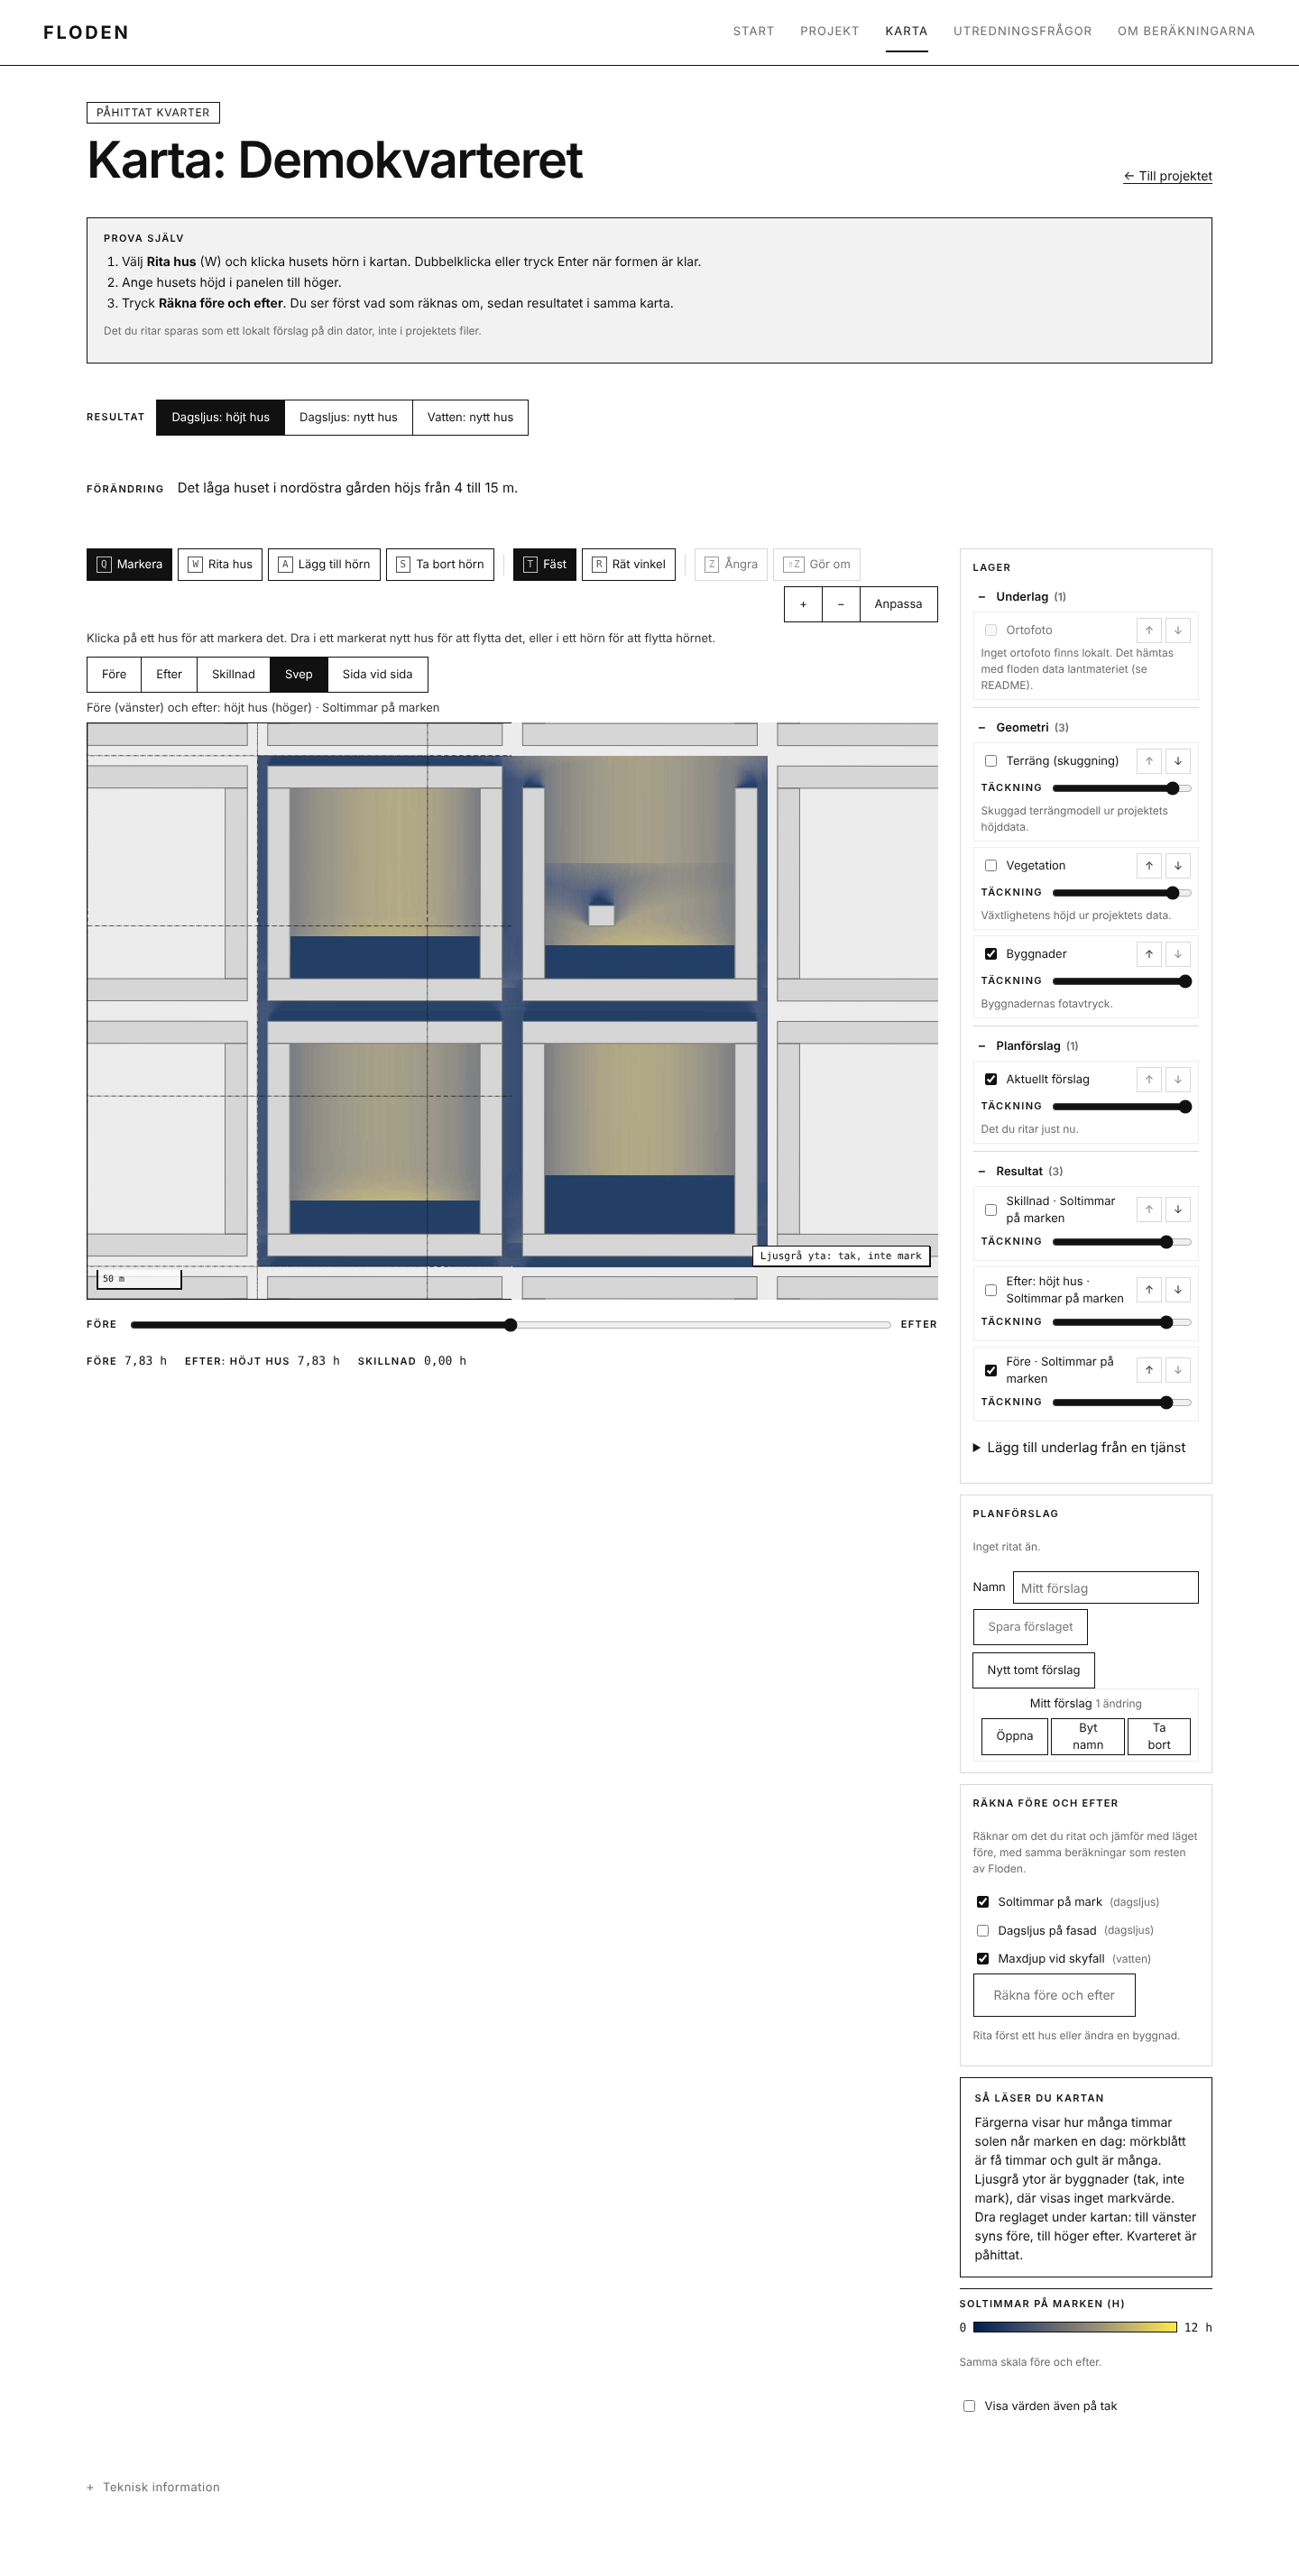 FLODEN
START PROJEKT KARTA UTREDNINGSFRÅGOR OM BERÄKNINGARNA
PÅHITTAT KVARTER
Karta: Demokvarteret
← Till projektet
PROVA SJÄLV
1. Välj Rita hus (W) och klicka husets hörn i kartan. Dubbelklicka eller tryck Enter när formen är klar.
2. Ange husets höjd i panelen till höger.
3. Tryck Räkna före och efter. Du ser först vad som räknas om, sedan resultatet i samma karta.
Det du ritar sparas som ett lokalt förslag på din dator, inte i projektets filer.
RESULTAT Dagsljus: höjt hus Dagsljus: nytt hus Vatten: nytt hus
FÖRÄNDRING Det låga huset i nordöstra gården höjs från 4 till 15 m.
Q Markera W Rita hus A Lägg till hörn S Ta bort hörn T Fäst R Rät vinkel Z Ångra ⇧Z Gör om
+ − Anpassa
Klicka på ett hus för att markera det. Dra i ett markerat nytt hus för att flytta det, eller i ett hörn för att flytta hörnet.
Före Efter Skillnad Svep Sida vid sida
Före (vänster) och efter: höjt hus (höger) · Soltimmar på marken
Ljusgrå yta: tak, inte mark
50 m
FÖRE EFTER
FÖRE 7,83 h EFTER: HÖJT HUS 7,83 h SKILLNAD 0,00 h
LAGER
− Underlag (1)
Ortofoto ↑ ↓
Inget ortofoto finns lokalt. Det hämtas
med floden data lantmateriet (se
README).
− Geometri (3)
Terräng (skuggning) ↑ ↓
TÄCKNING
Skuggad terrängmodell ur projektets
höjddata.
Vegetation ↑ ↓
TÄCKNING
Växtlighetens höjd ur projektets data.
Byggnader ↑ ↓
TÄCKNING
Byggnadernas fotavtryck.
− Planförslag (1)
Aktuellt förslag ↑ ↓
TÄCKNING
Det du ritar just nu.
− Resultat (3)
Skillnad · Soltimmar
på marken ↑ ↓
TÄCKNING
Efter: höjt hus ·
Soltimmar på marken ↑ ↓
TÄCKNING
Före · Soltimmar på
marken ↑ ↓
TÄCKNING
▶ Lägg till underlag från en tjänst
PLANFÖRSLAG
Inget ritat än.
Namn Mitt förslag
Spara förslaget
Nytt tomt förslag
Mitt förslag 1 ändring
Öppna Byt namn Ta bort
RÄKNA FÖRE OCH EFTER
Räknar om det du ritat och jämför med läget
före, med samma beräkningar som resten
av Floden.
Soltimmar på mark (dagsljus)
Dagsljus på fasad (dagsljus)
Maxdjup vid skyfall (vatten)
Räkna före och efter
Rita först ett hus eller ändra en byggnad.
SÅ LÄSER DU KARTAN
Färgerna visar hur många timmar
solen når marken en dag: mörkblått
är få timmar och gult är många.
Ljusgrå ytor är byggnader (tak, inte
mark), där visas inget markvärde.
Dra reglaget under kartan: till vänster
syns före, till höger efter. Kvarteret är
påhittat.
SOLTIMMAR PÅ MARKEN (H)
0 12 h
Samma skala före och efter.
Visa värden även på tak
+ Teknisk information